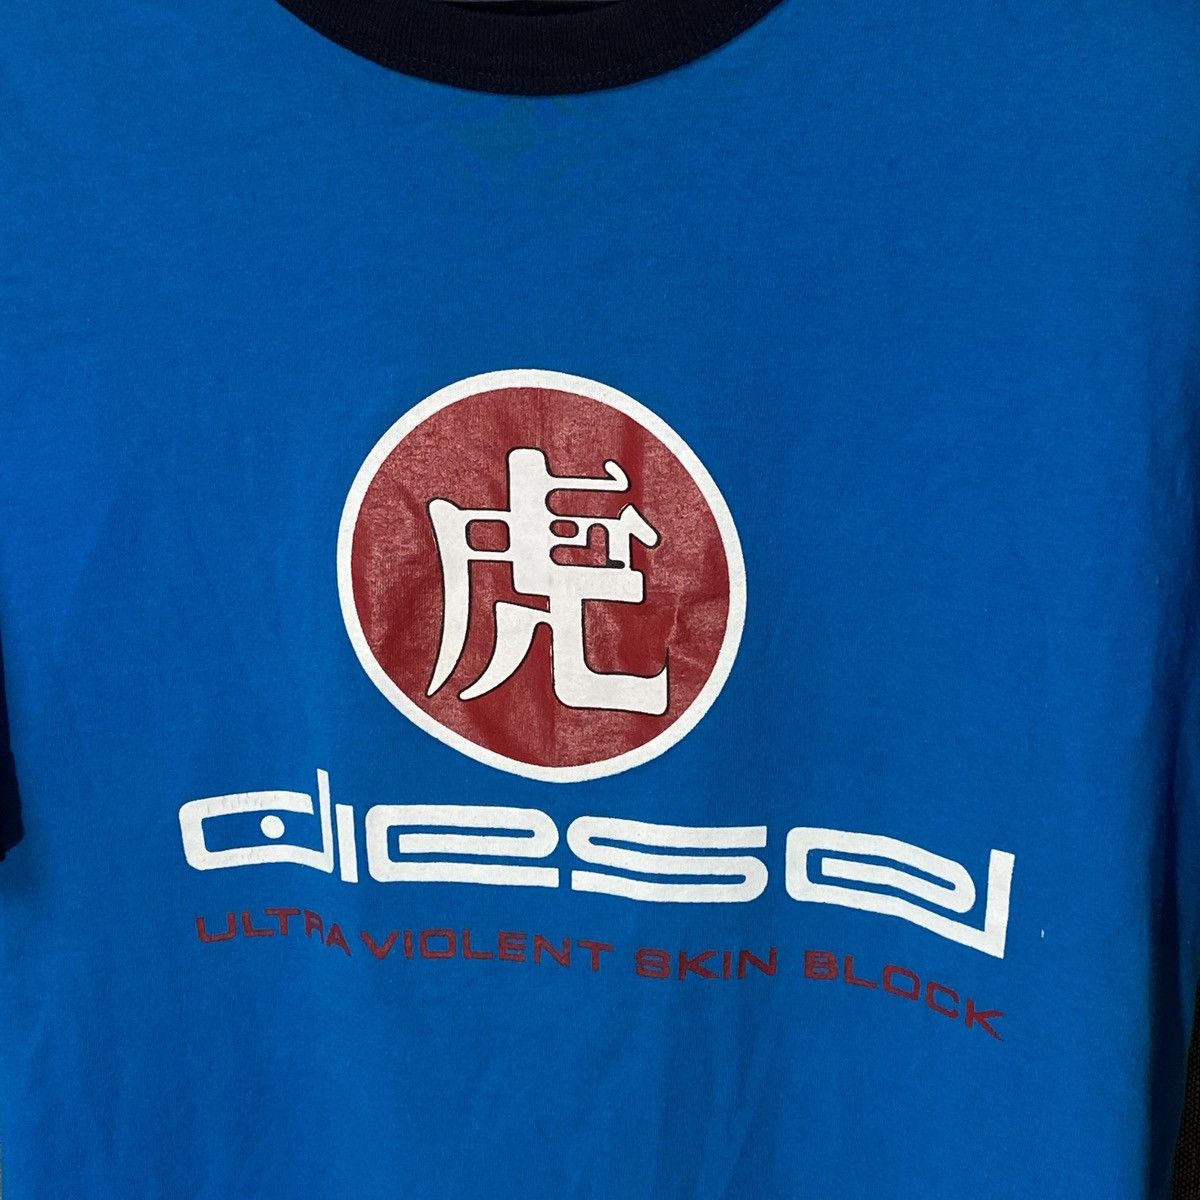 虎
diesel
ULTRA VIOLENT SKIN BLOCK